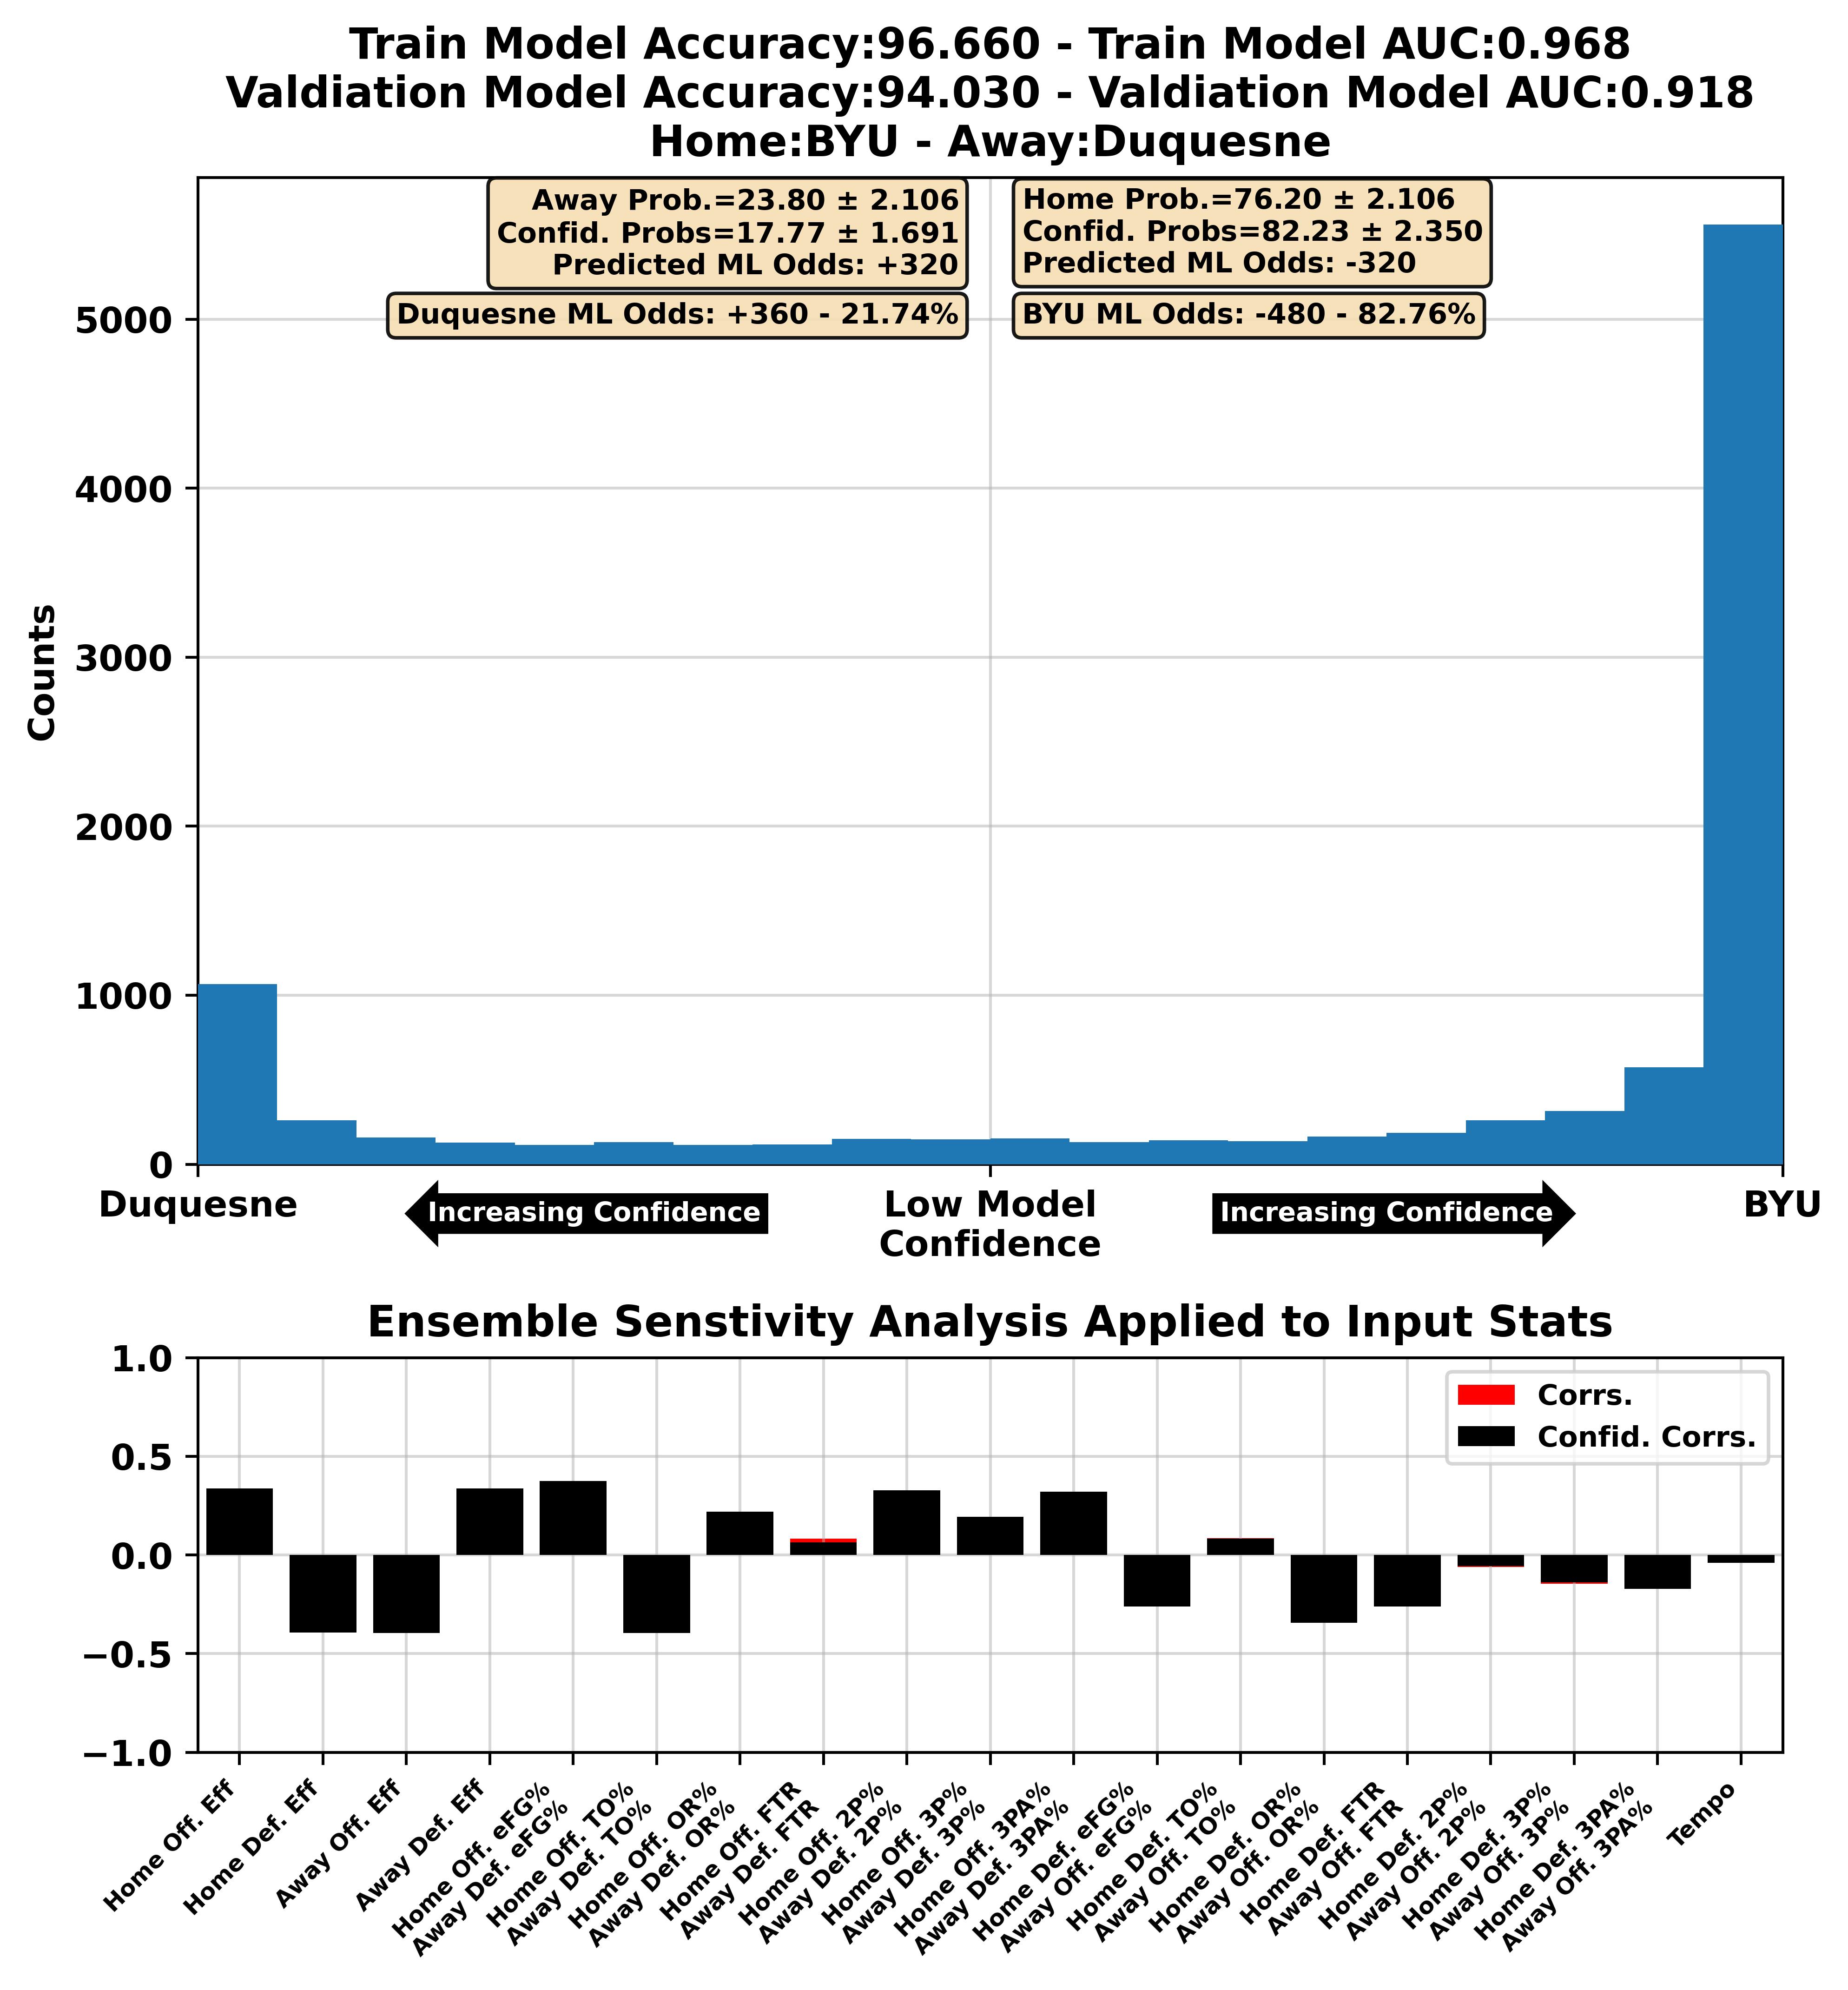 Train Model Accuracy:96.660 - Train Model AUC:0.968
Valdiation Model Accuracy:94.030 - Valdiation Model AUC:0.918
Home:BYU - Away:Duquesne
Away Prob.=23.80 ± 2.106
Confid. Probs=17.77 ± 1.691
Predicted ML Odds: +320
Duquesne ML Odds: +360 - 21.74%
Home Prob.=76.20 ± 2.106
Confid. Probs=82.23 ± 2.350
Predicted ML Odds: -320
BYU ML Odds: -480 - 82.76%
Counts
5000
4000
3000
2000
1000
0
Duquesne
Increasing Confidence
Low Model
Confidence
Increasing Confidence
BYU
Ensemble Senstivity Analysis Applied to Input Stats
1.0
0.5
0.0
−0.5
−1.0
Corrs.
Confid. Corrs.
Home Off. Eff
Home Def. Eff
Away Off. Eff
Away Def. Eff
Home Off. eFG%
Away Def. eFG%
Home Off. TO%
Away Def. TO%
Home Off. OR%
Away Def. OR%
Home Off. FTR
Away Def. FTR
Home Off. 2P%
Away Def. 2P%
Home Off. 3P%
Away Def. 3P%
Home Off. 3PA%
Away Def. 3PA%
Home Def. eFG%
Away Off. eFG%
Home Def. TO%
Away Off. TO%
Home Def. OR%
Away Off. OR%
Home Def. FTR
Away Off. FTR
Home Def. 2P%
Away Off. 2P%
Home Def. 3P%
Away Off. 3P%
Home Def. 3PA%
Away Off. 3PA%
Tempo